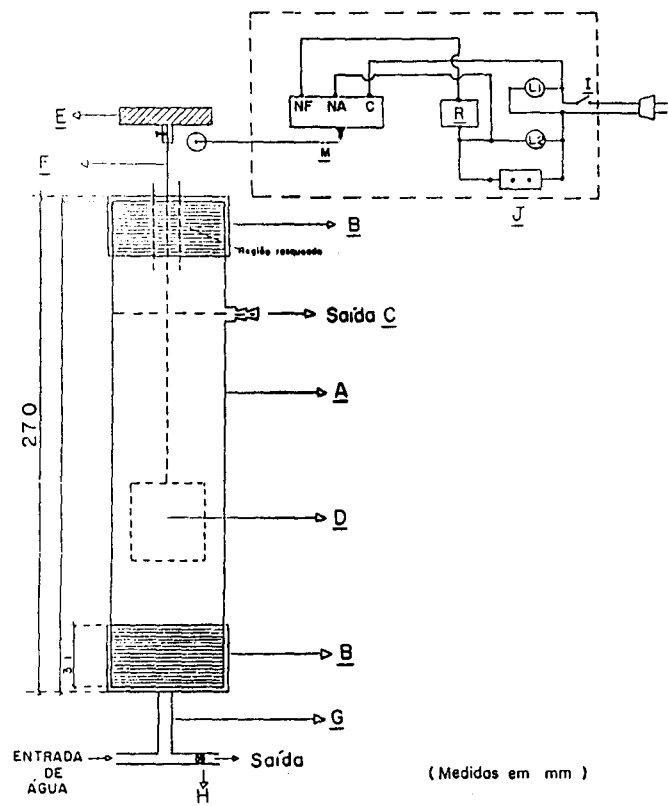 NF NA C
L1
I
R
L2
M
J
E
F
B
Região rosqueada
Saída C
A
270
D
31
B
G
ENTRADA DE ÁGUA
Saída
H
(Medidas em mm)